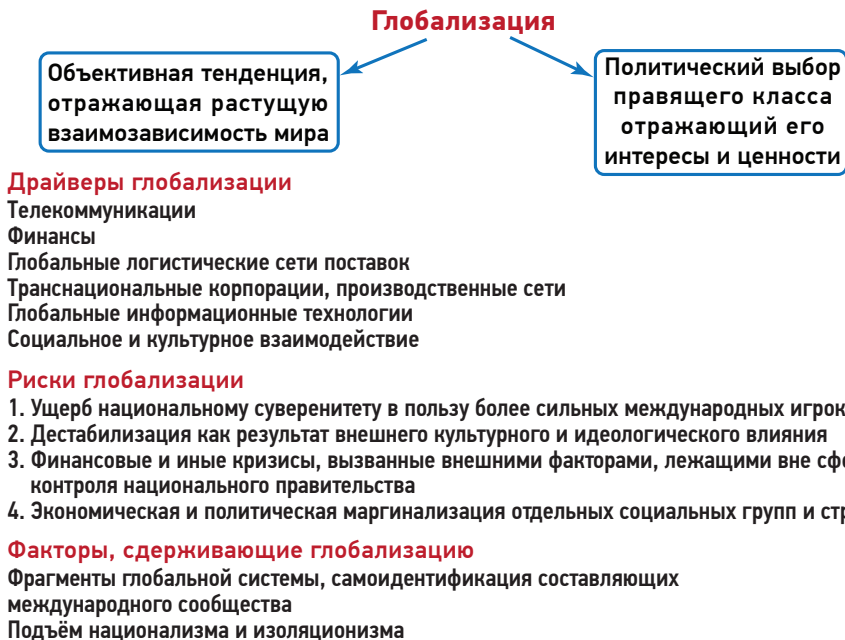 Глобализация
Объективная тенденция,
отражающая растущую
взаимозависимость мира
Политический выбор
правящего класса
отражающий его
интересы и ценности
Драйверы глобализации
Телекоммуникации
Финансы
Глобальные логистические сети поставок
Транснациональные корпорации, производственные сети
Глобальные информационные технологии
Социальное и культурное взаимодействие
Риски глобализации
1. Ущерб национальному суверенитету в пользу более сильных международных
2. Дестабилизация как результат внешнего культурного и идеологического влияния
3. Финансовые и иные кризисы, вызванные внешними факторами, лежащими вне
контроля национального правительства
4. Экономическая и политическая маргинализация отдельных социальных групп и
Факторы, сдерживающие глобализацию
Фрагменты глобальной системы, самоидентификация составляющих
международного сообщества
Подъём национализма и изоляционизма